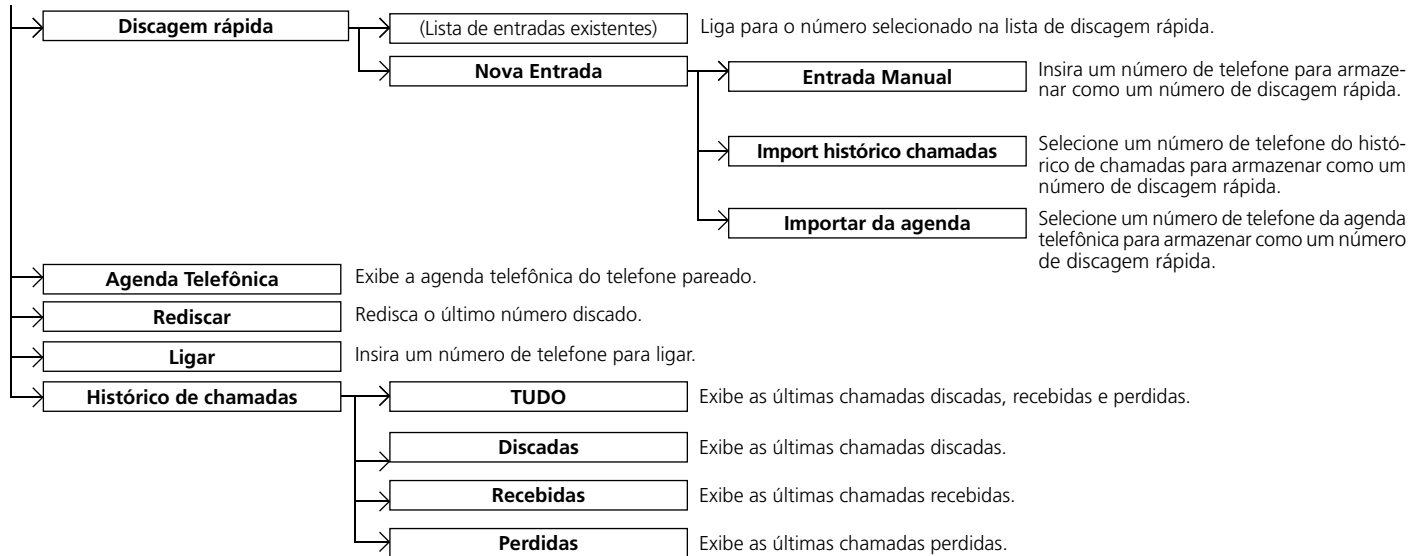 Discagem rápida
(Lista de entradas existentes)
Liga para o número selecionado na lista de discagem rápida.
Nova Entrada
Entrada Manual
Insira um número de telefone para armaze-
nar como um número de discagem rápida.
Import histórico chamadas
Selecione um número de telefone do histó-
rico de chamadas para armazenar como um
número de discagem rápida.
Importar da agenda
Selecione um número de telefone da agenda
telefônica para armazenar como um número
de discagem rápida.
Agenda Telefônica
Exibe a agenda telefônica do telefone pareado.
Rediscar
Redisca o último número discado.
Ligar
Insira um número de telefone para ligar.
Histórico de chamadas
TUDO
Exibe as últimas chamadas discadas, recebidas e perdidas.
Discadas
Exibe as últimas chamadas discadas.
Recebidas
Exibe as últimas chamadas recebidas.
Perdidas
Exibe as últimas chamadas perdidas.